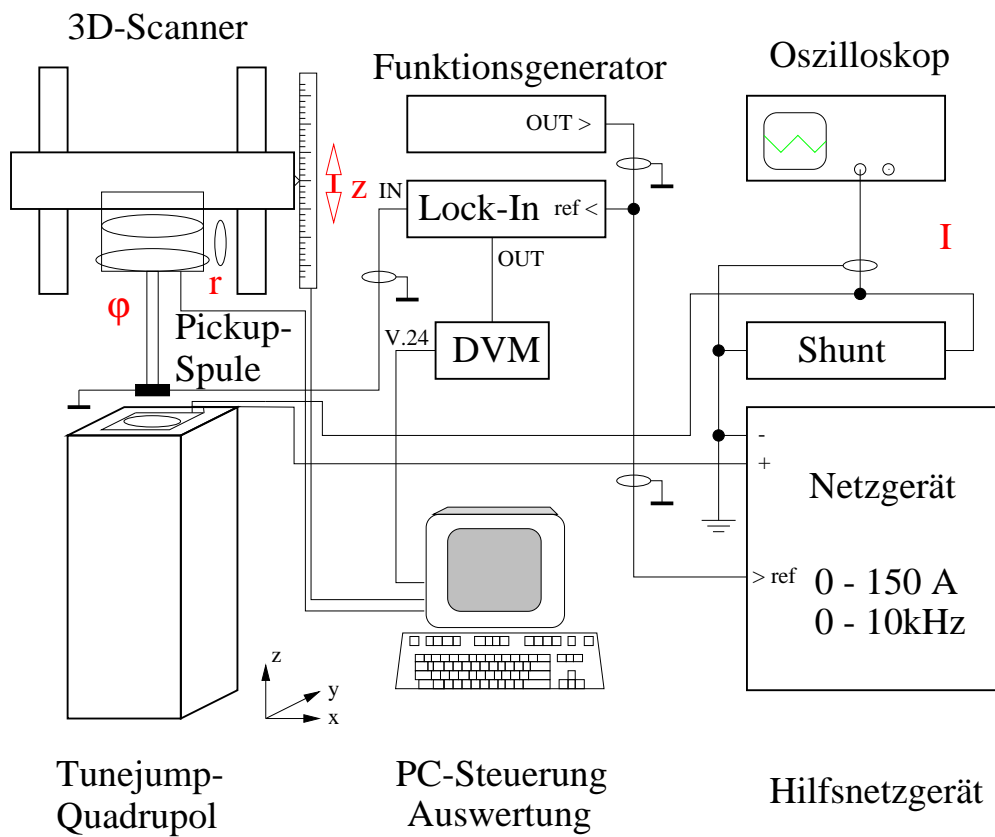 3D-Scanner
Funktionsgenerator
Oszilloskop
OUT >
z
IN
Lock-In
ref <
I
OUT
r
φ
Pickup-
Spule
V.24
DVM
Shunt
-
+
Netzgerät
> ref
0 - 150 A
0 - 10kHz
z
y
x
Tunejump-
Quadrupol
PC-Steuerung
Auswertung
Hilfsnetzgerät